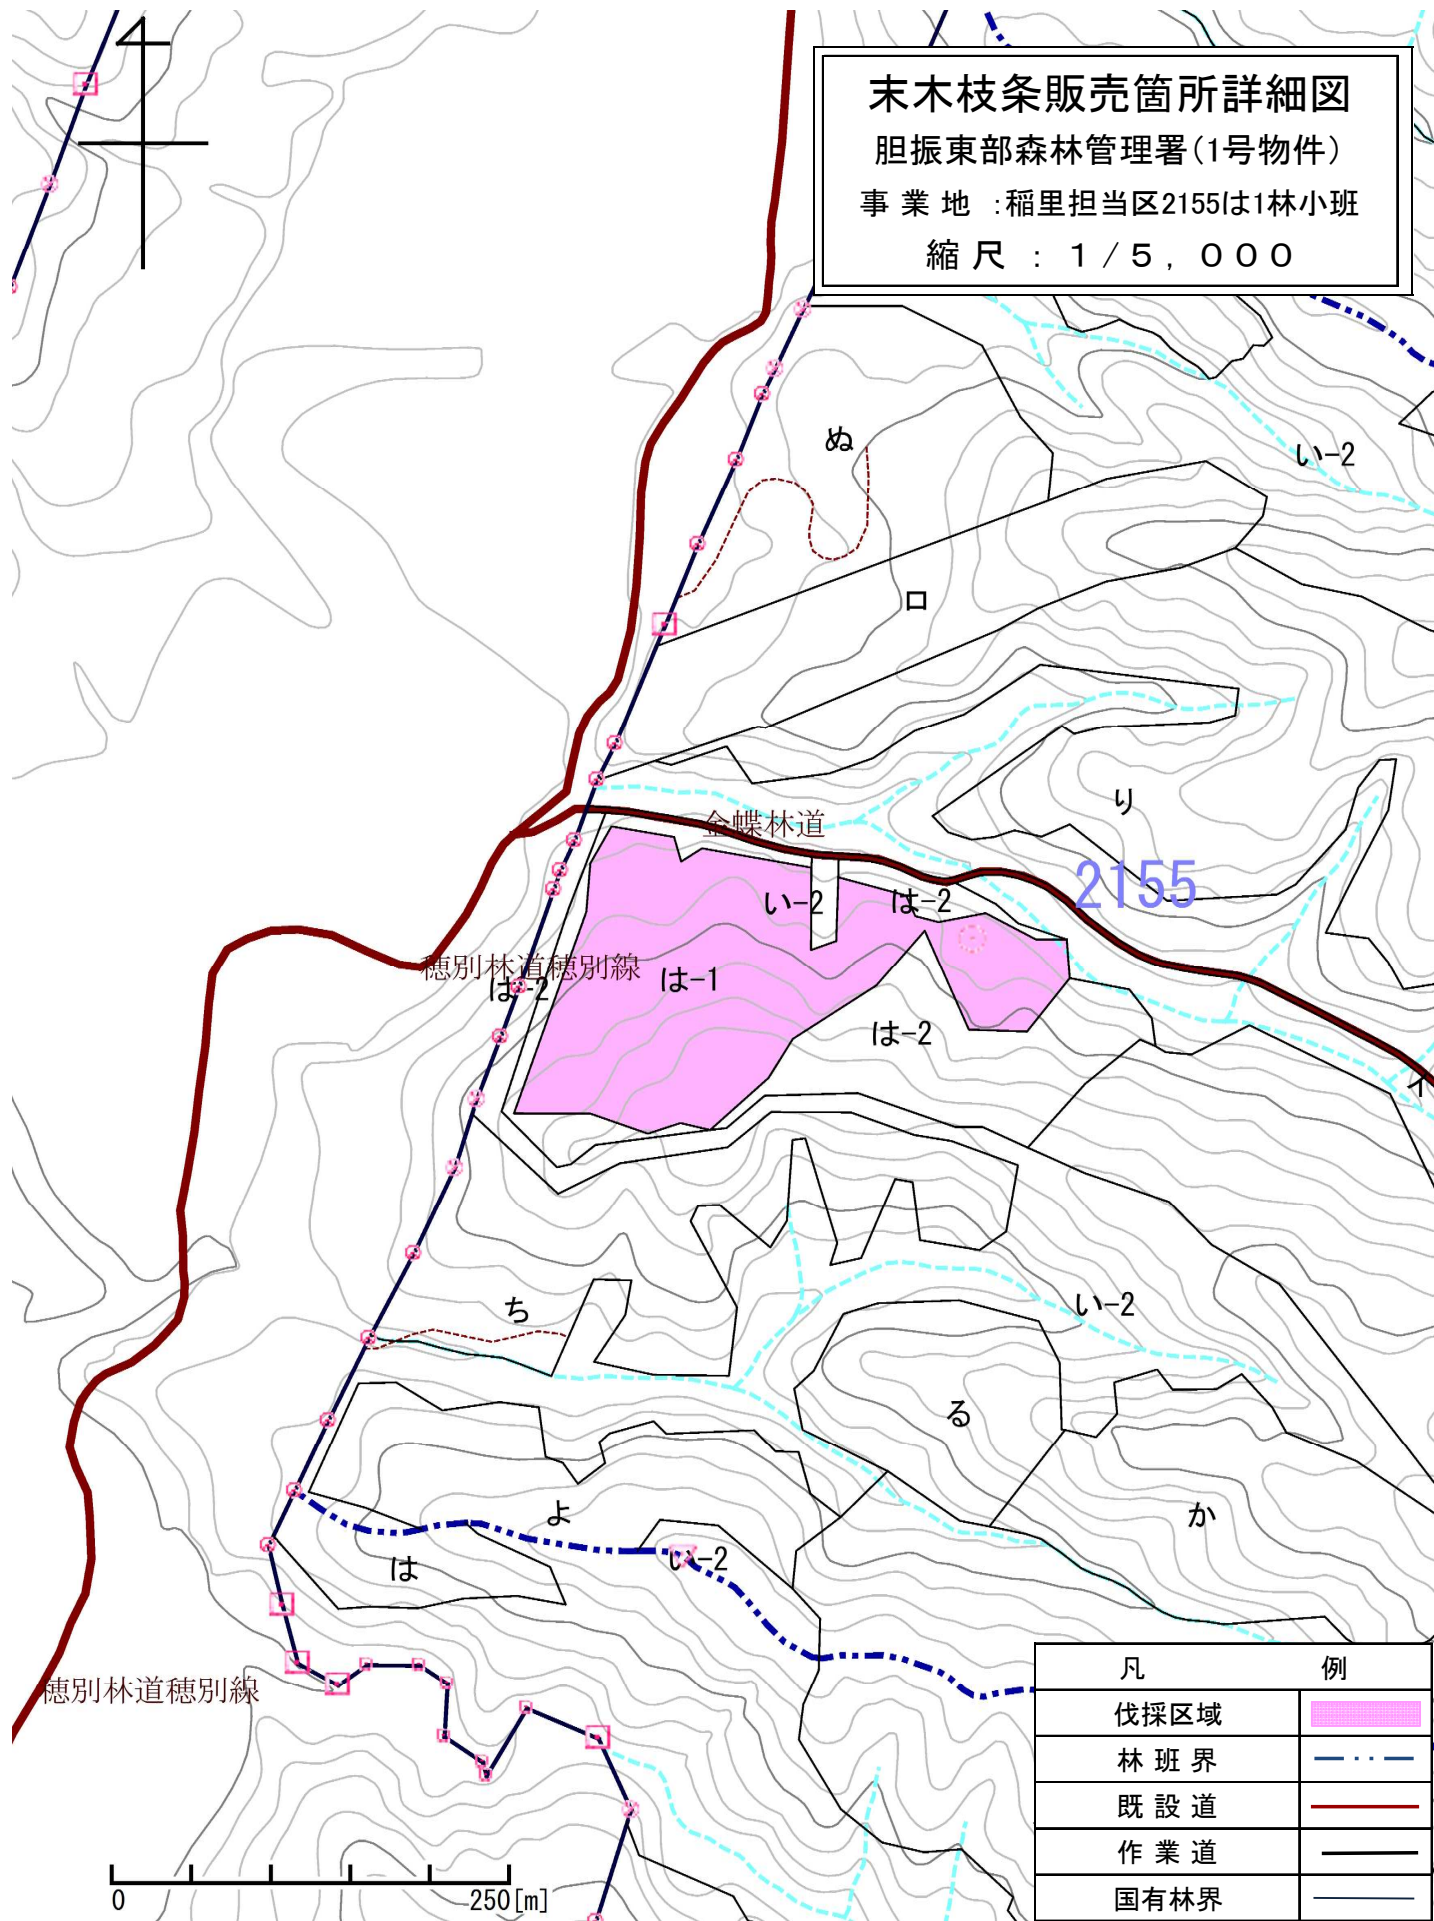 末木枝条販売箇所詳細図
胆振東部森林管理署(1号物件)
事 業 地 :稲里担当区2155は1林小班
縮 尺 : 1/5,000
ぬ
い-2
ロ
り
金蝶林道
2155
い-2
は-2
穂別林道穂別線
は-2
は-1
は-2
イ
ち
い-2
る
よ
か
い-2
は
穂別林道穂別線
凡 例
伐採区域
林 班 界
既 設 道
作 業 道
国有林界
0 250[m]